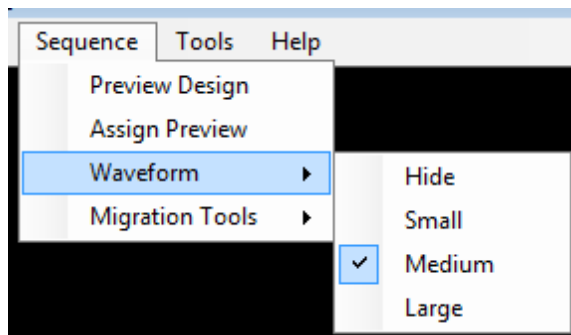 Sequence Tools Help
Preview Design
Assign Preview
Waveform
Migration Tools
Hide
Small
Medium
Large